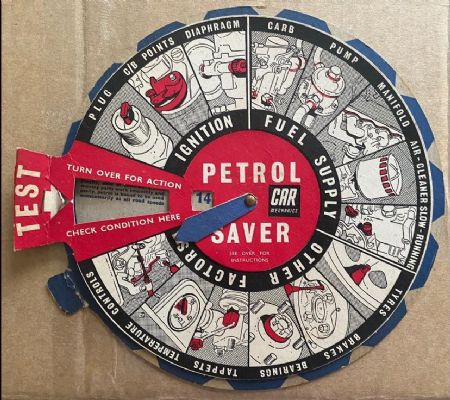 TEST
TURN OVER FOR ACTION
14
CHECK CONDITION HERE
PLUG
C/B POINTS
DIAPHRAGM
CARB
PUMP
MANIFOLD
AIR-CLEANER
SLOW-RUNNING
TYRES
BRAKES
BEARINGS
TAPPETS
TEMPERATURE
CONTROLS
IGNITION
FUEL SUPPLY
OTHER FACTORS
PETROL
CAR
MECHANICS
SAVER
SEE OVER FOR
INSTRUCTIONS